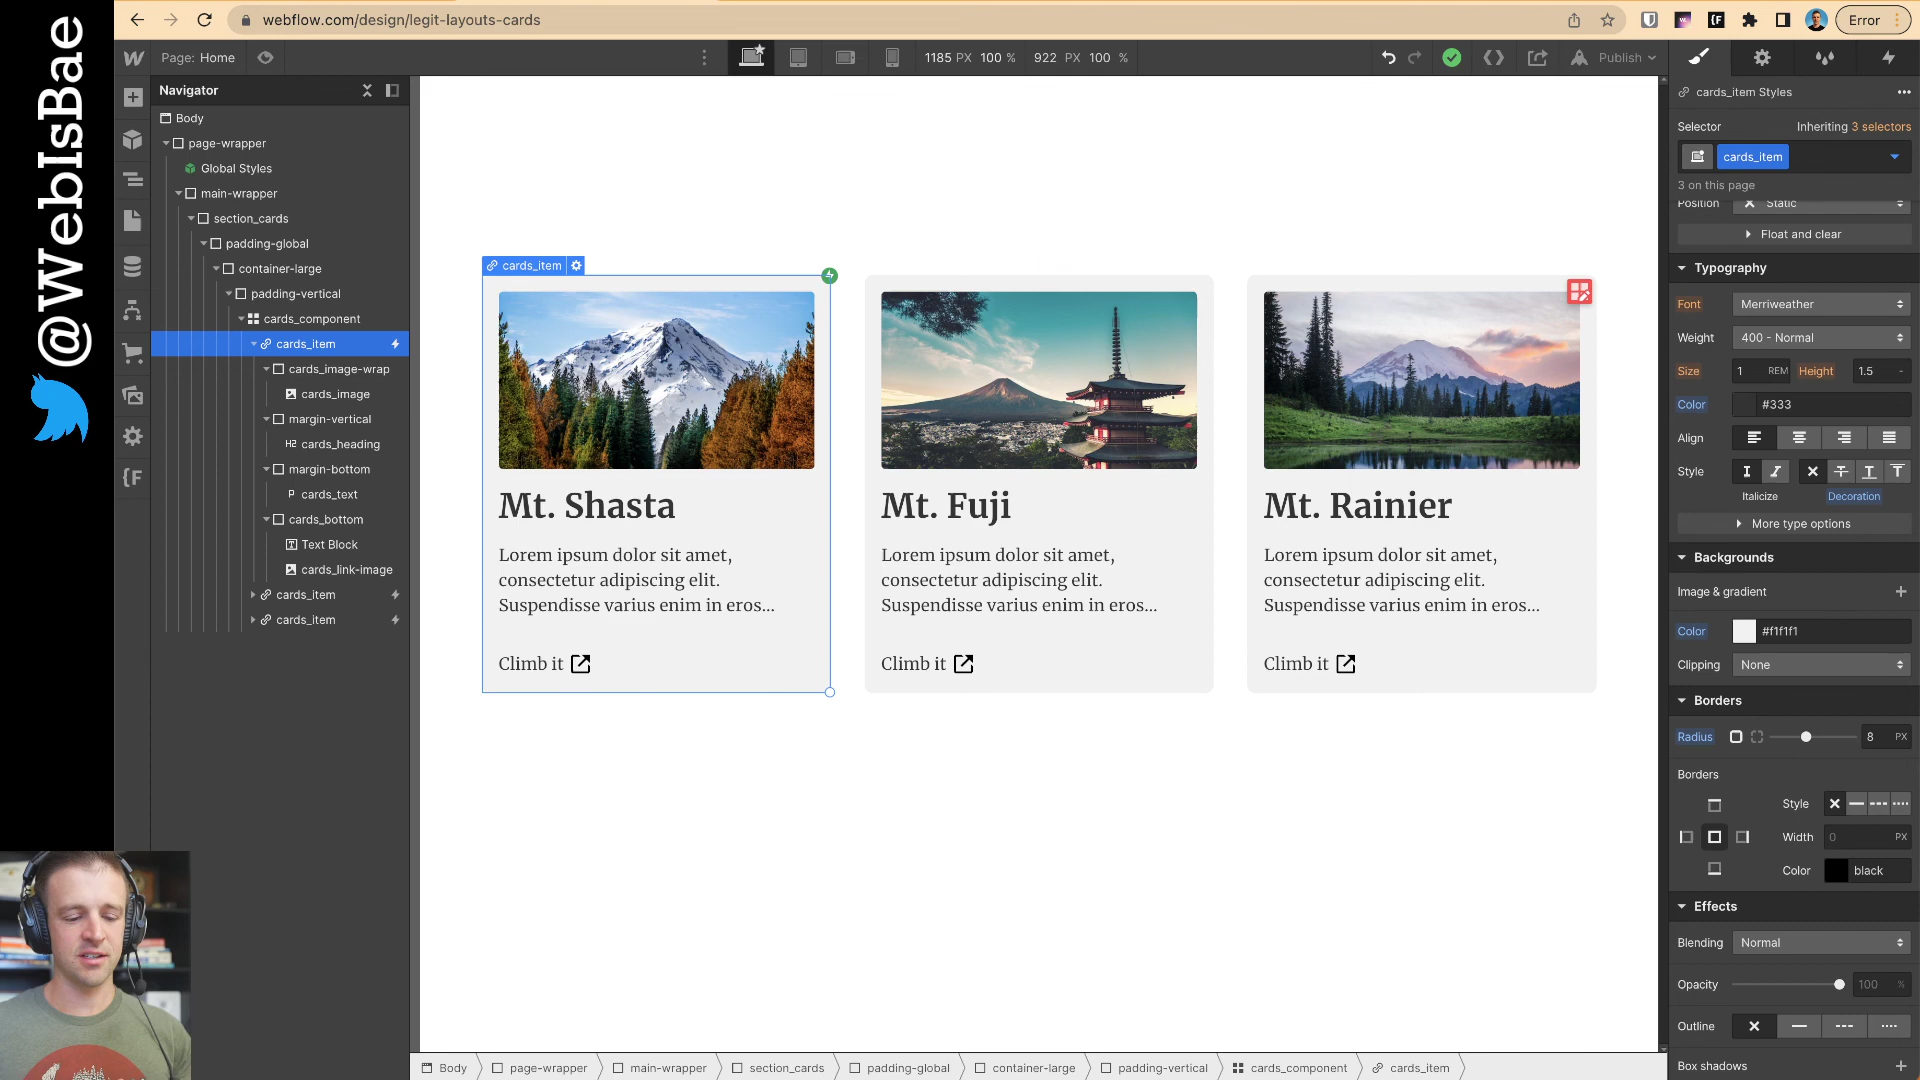 @WebIsBae
webflow.com/design/legit-layouts-cards
Error
Page: Home
1185 PX 100 %
922 PX 100 %
Publish
Navigator
Body
page-wrapper
Global Styles
main-wrapper
section_cards
padding-global
container-large
padding-vertical
cards_component
cards_item
cards_image-wrap
cards_image
margin-vertical
H2 cards_heading
margin-bottom
P cards_text
cards_bottom
Text Block
cards_link-image
cards_item
cards_item
cards_item
Mt. Shasta
Lorem ipsum dolor sit amet,
consectetur adipiscing elit.
Suspendisse varius enim in eros...
Climb it
Mt. Fuji
Lorem ipsum dolor sit amet,
consectetur adipiscing elit.
Suspendisse varius enim in eros...
Climb it
Mt. Rainier
Lorem ipsum dolor sit amet,
consectetur adipiscing elit.
Suspendisse varius enim in eros...
Climb it
cards_item Styles
Selector Inheriting 3 selectors
cards_item
3 on this page
Position Static
Float and clear
Typography
Font Merriweather
Weight 400 - Normal
Size 1 REM Height 1.5 -
Color #333
Align
Style
Italicize Decoration
More type options
Backgrounds
Image & gradient
Color #f1f1f1
Clipping None
Borders
Radius 8 PX
Borders
Style
Width 0 PX
Color black
Effects
Blending Normal
Opacity 100 %
Outline
Box shadows
Body page-wrapper main-wrapper section_cards padding-global container-large padding-vertical cards_component cards_item